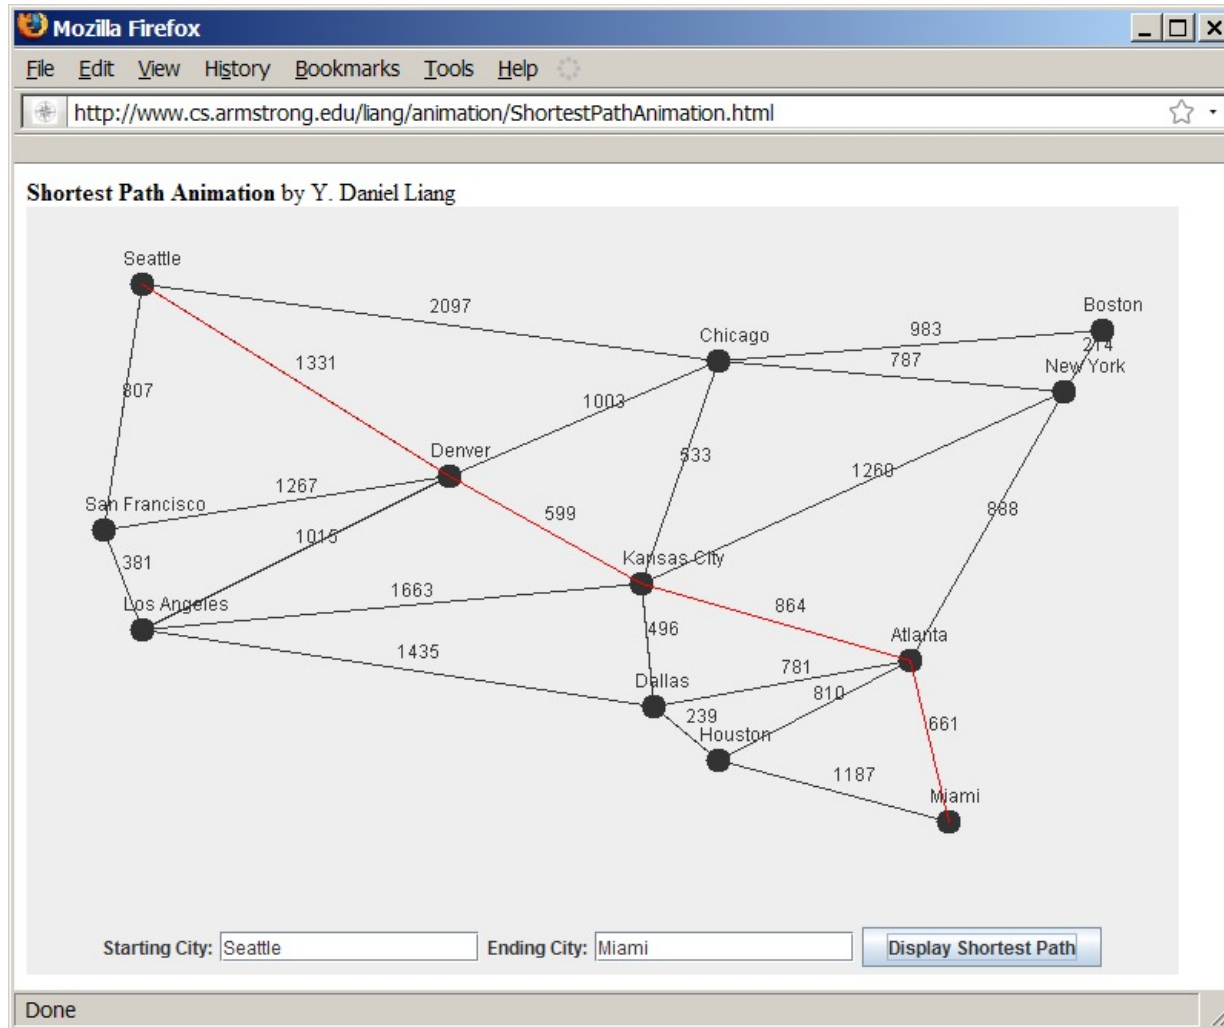 Mozilla Firefox
File Edit View History Bookmarks Tools Help
http://www.cs.armstrong.edu/liang/animation/ShortestPathAnimation.html
Shortest Path Animation by Y. Daniel Liang
Seattle
2097
Boston
983
Chicago
214
787
New York
1331
807
1003
Denver
533
1260
1267
San Francisco
599
888
1015
381
Kansas City
1663
864
Los Angeles
496
Atlanta
1435
781
Dallas
810
239
661
Houston
1187
Miami
Starting City: Seattle Ending City: Miami Display Shortest Path
Done